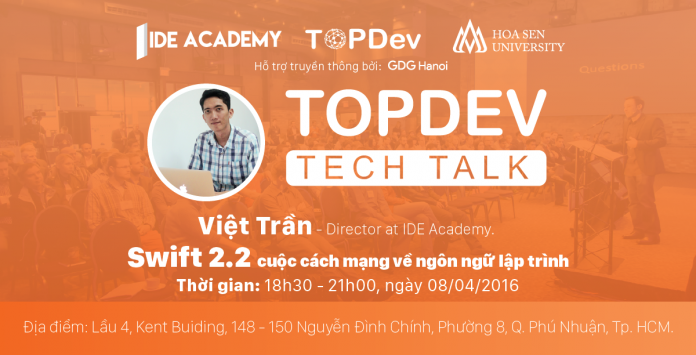 IDE ACADEMY TOPDev HOA SEN UNIVERSITY
Hỗ trợ truyền thông bởi: GDG Hanoi
Questions
TOPDEV
TECH TALK
Việt Trần - Director at IDE Academy.
Swift 2.2 cuộc cách mạng về ngôn ngữ lập trình
Thời gian: 18h30 - 21h00, ngày 08/04/2016
Địa điểm: Lầu 4, Kent Buiding, 148 - 150 Nguyễn Đình Chính, Phường 8, Q. Phú Nhuận, Tp. HCM.